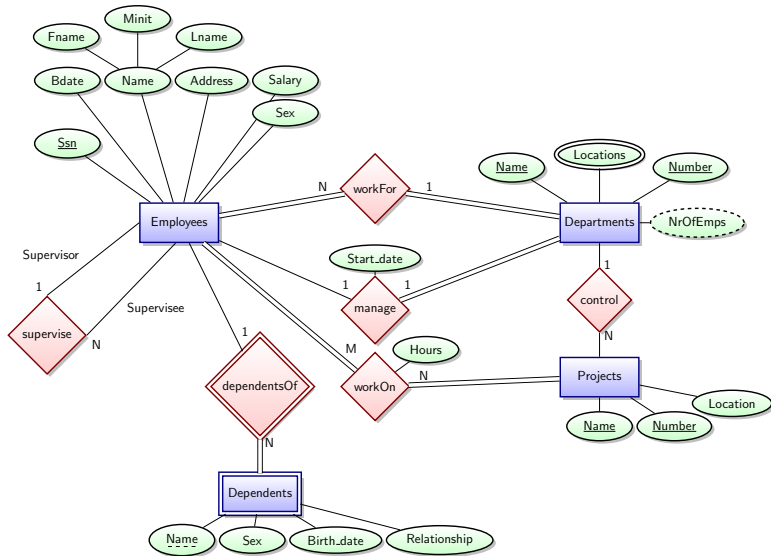 Minit
Fname
Lname
Bdate
Name
Address
Salary
Sex
Ssn
Name
Locations
Number
N
workFor
1
Employees
Departments
NrOfEmps
Supervisor
Start_date
1
1
manage
1
control
Supervisee
1
supervise
N
1
M
Hours
N
dependentsOf
workOn
N
Projects
Location
Name
Number
N
Dependents
Name
Sex
Birth_date
Relationship